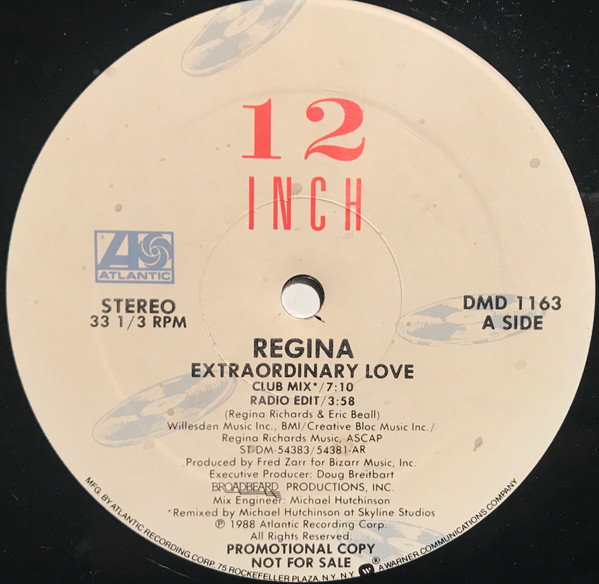 12
INCH
ATLANTIC
STEREO
33 1/3 RPM
DMD 1163
A SIDE
REGINA
EXTRAORDINARY LOVE
CLUB MIX*/7:10
RADIO EDIT/3:58
(Regina Richards & Eric Beall)
Willesden Music Inc., BMI/Creative Bloc Music Inc./
Regina Richards Music, ASCAP
ST-DM-54383/54381-AR
Produced by Fred Zarr for Bizarr Music, Inc.
Executive Producer: Doug Breitbart
BROADBEARD PRODUCTIONS, INC.
Mix Engineer: Michael Hutchinson
*Remixed by Michael Hutchinson at Skyline Studios
℗ 1988 Atlantic Recording Corp.
All Rights Reserved.
PROMOTIONAL COPY
NOT FOR SALE
MFG. BY ATLANTIC RECORDING CORP. 75 ROCKEFELLER PLAZA, N.Y. N.Y. A WARNER COMMUNICATIONS COMPANY